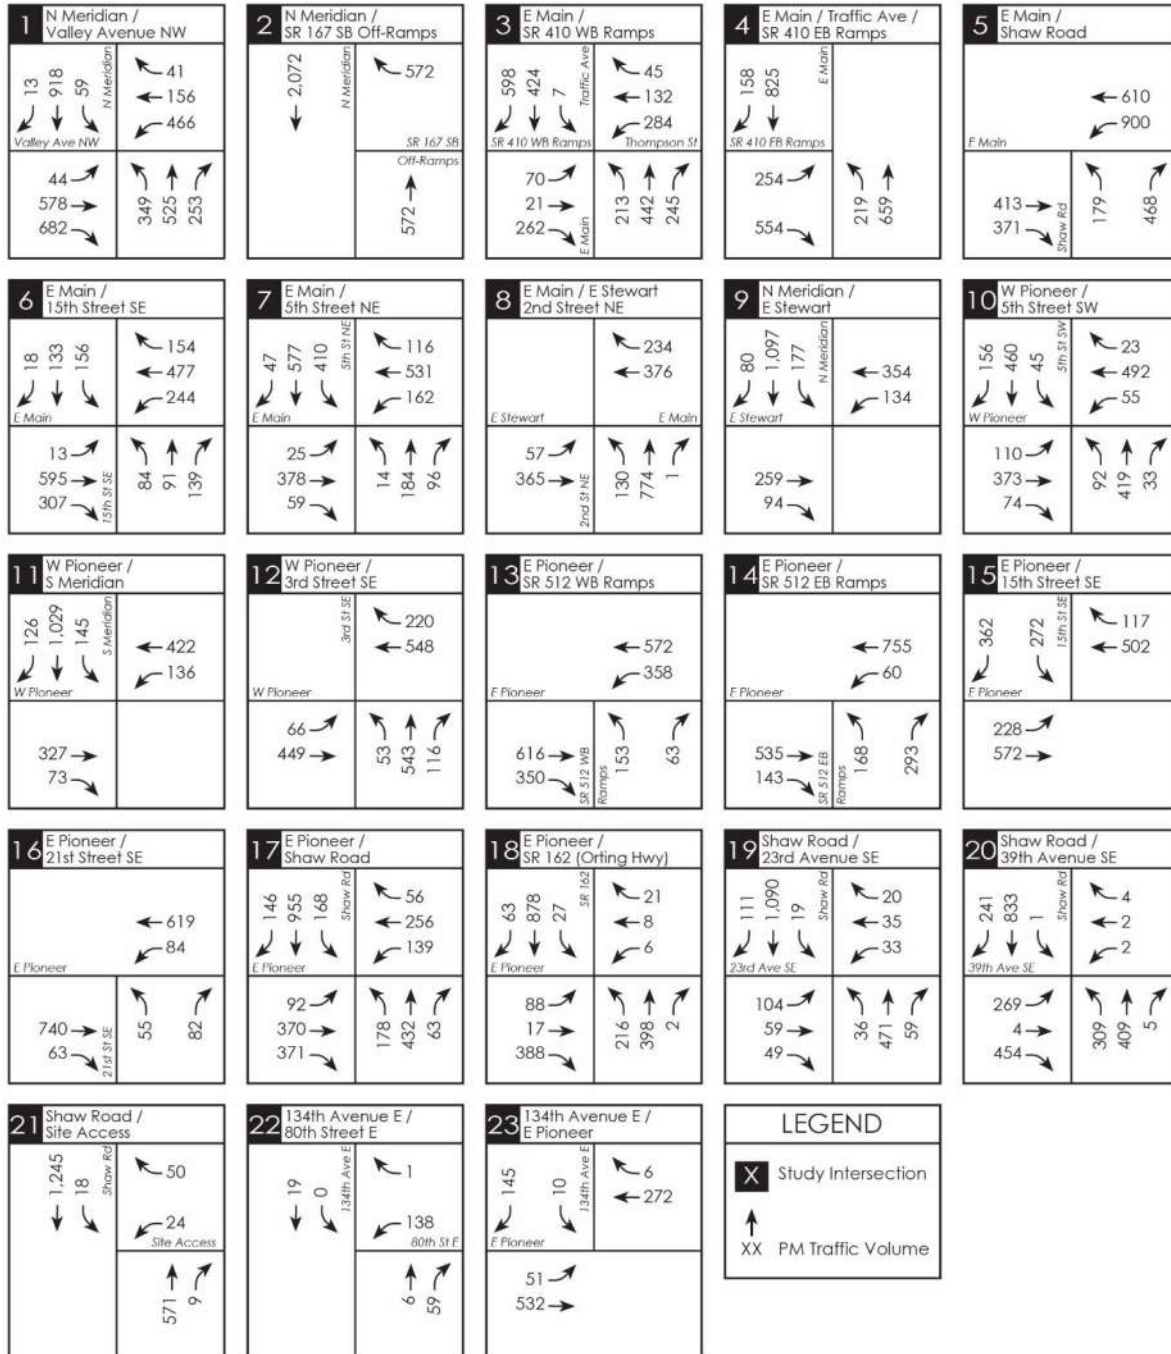 1
N Meridian /
Valley Avenue NW
13
918
59
N Meridian
41
156
466
Valley Ave NW
44
578
682
349
525
253
2
N Meridian /
SR 167 SB Off-Ramps
2,072
N Meridian
572
SR 167 SB
Off-Ramps
572
3
E Main /
SR 410 WB Ramps
598
424
7
Traffic Ave
45
132
284
SR 410 WB Ramps
Thompson St
70
21
262
E Main
213
442
245
4
E Main / Traffic Ave /
SR 410 EB Ramps
158
825
E Main
SR 410 EB Ramps
254
554
219
659
5
E Main /
Shaw Road
610
900
E Main
413
371
Shaw Rd
179
468
6
E Main /
15th Street SE
18
133
156
154
477
244
E Main
13
595
307
15th St SE
84
91
139
7
E Main /
5th Street NE
47
577
410
5th St NE
116
531
162
E Main
25
378
59
14
184
96
8
E Main / E Stewart
2nd Street NE
234
376
E Stewart
E Main
57
365
2nd St NE
130
774
1
9
N Meridian /
E Stewart
80
1,097
177
N Meridian
354
134
E Stewart
259
94
10
W Pioneer /
5th Street SW
156
460
45
5th St SW
23
492
55
W Pioneer
110
373
74
92
419
33
11
W Pioneer /
S Meridian
126
1,029
145
S Meridian
422
136
W Pioneer
327
73
12
W Pioneer /
3rd Street SE
3rd St SE
220
548
W Pioneer
66
449
53
543
116
13
E Pioneer /
SR 512 WB Ramps
572
358
E Pioneer
616
350
SR 512 WB
Ramps
153
63
14
E Pioneer /
SR 512 EB Ramps
755
60
E Pioneer
535
143
SR 512 EB
Ramps
168
293
15
E Pioneer /
15th Street SE
362
272
15th St SE
117
502
E Pioneer
228
572
16
E Pioneer /
21st Street SE
619
84
E Pioneer
740
63
21st St SE
55
82
17
E Pioneer /
Shaw Road
146
955
168
Shaw Rd
56
256
139
E Pioneer
92
370
371
178
432
63
18
E Pioneer /
SR 162 (Orting Hwy)
63
878
27
SR 162
21
8
6
E Pioneer
88
17
388
216
398
2
19
Shaw Road /
23rd Avenue SE
111
1,090
19
Shaw Rd
20
35
33
23rd Ave SE
104
59
49
36
471
59
20
Shaw Road /
39th Avenue SE
241
833
1
Shaw Rd
4
2
2
39th Ave SE
269
4
454
309
409
5
21
Shaw Road /
Site Access
1,245
18
Shaw Rd
50
24
Site Access
571
9
22
134th Avenue E /
80th Street E
19
0
134th Ave E
1
138
80th St E
6
59
23
134th Avenue E /
E Pioneer
145
10
134th Ave E
6
272
E Pioneer
51
532
LEGEND
X Study Intersection
XX PM Traffic Volume